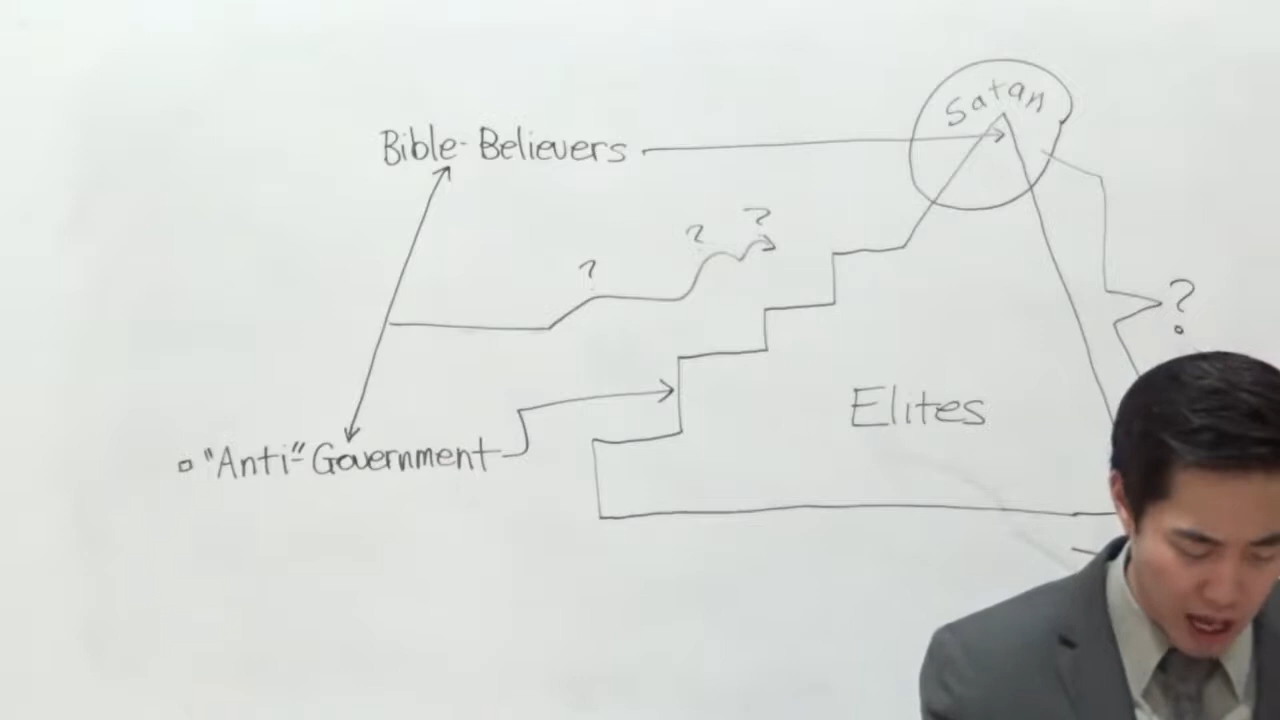 Satan
Bible-Believers
?
?
?
?
Elites
"Anti"-Government